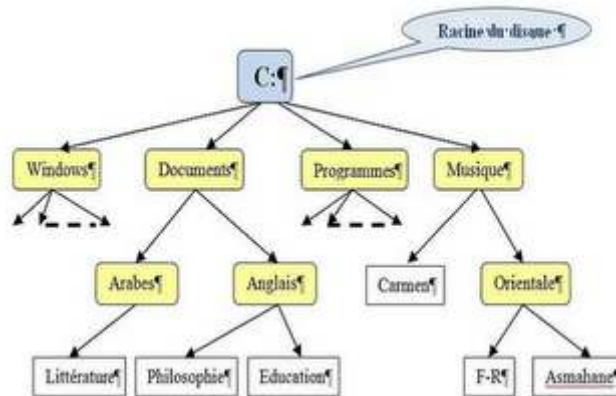 Racine·du·disque·¶
C:¶
Windows¶
Documents¶
Programmes¶
Musique¶
Arabes¶
Anglais¶
Carmen¶
Orientale¶
Littérature¶
Philosophie¶
Education¶
F-R¶
Asmahane¶